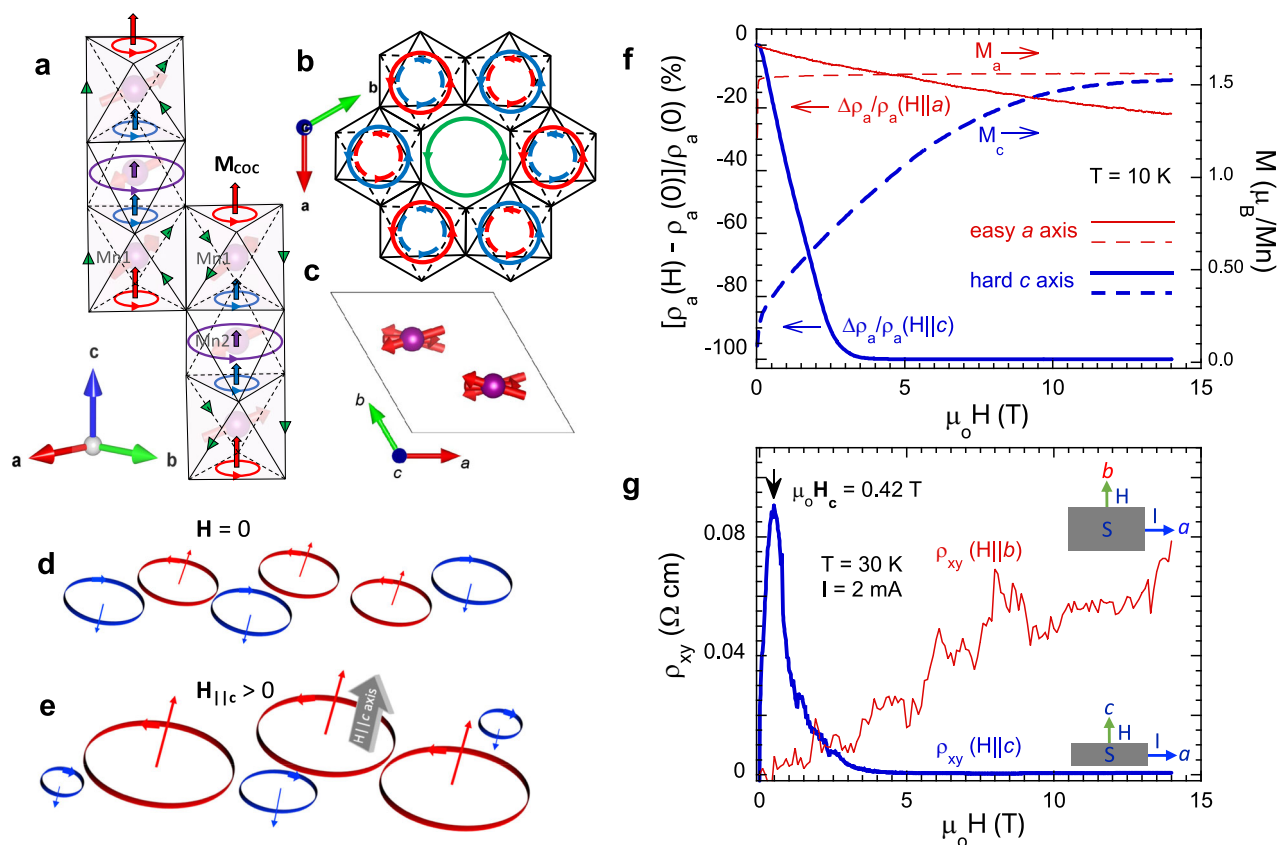 a
M_COC
Mn1
Mn1
Mn2
c
a
b
b
b
c
a
c
b
c
a
d
H = 0
e
H||c > 0
H||c axis
f
[ρ_a(H) - ρ_a(0)]/ρ_a(0) (%)
0
-20
-40
-60
-80
-100
M_a
Δρ_a/ρ_a(H||a)
M_c
T = 10 K
easy a axis
hard c axis
Δρ_a/ρ_a(H||c)
1.5
1.0
0.50
0.0
M (μ_B/Mn)
0 5 10 15
μ_oH (T)
g
μ_oH_c = 0.42 T
b
H
I
S
a
ρ_xy (H||b)
T = 30 K
I = 2 mA
ρ_xy (Ω cm)
0.08
0.04
0
ρ_xy (H||c)
c
H
I
S
a
0 5 10 15
μ_oH (T)